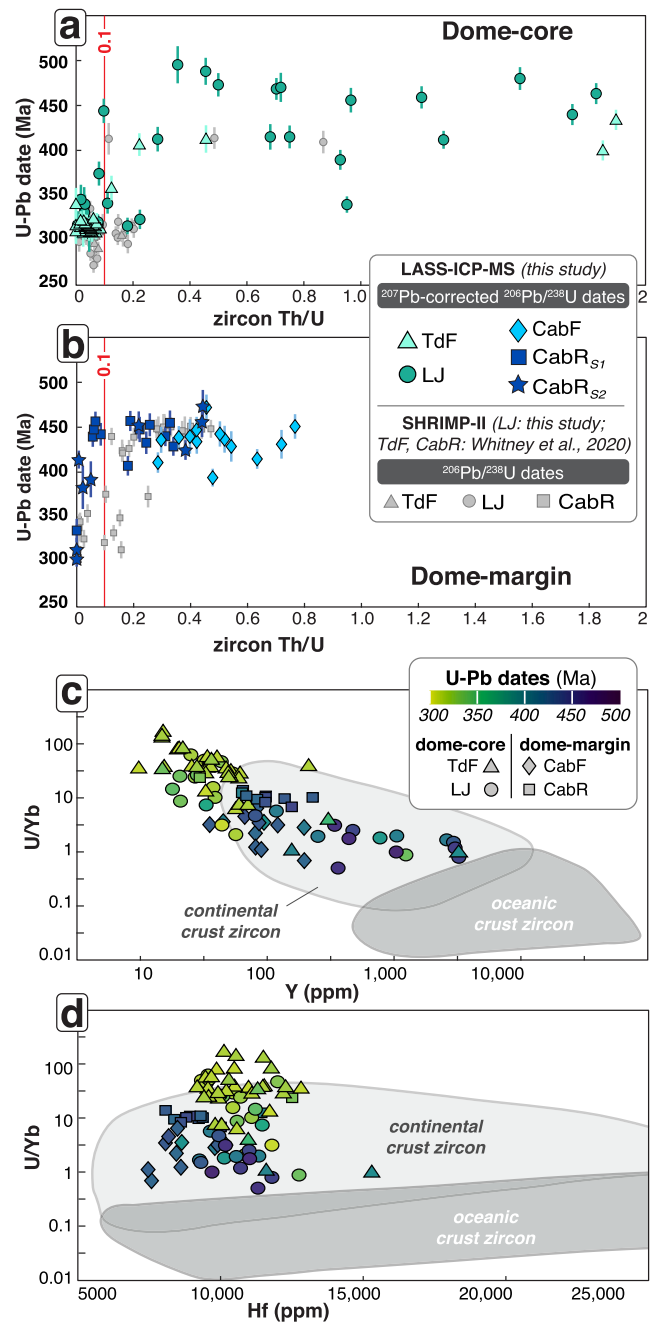 a
0.1
Dome-core
500
450
400
350
300
250
U-Pb date (Ma)
0
0.2
0.4
0.6
0.8
1.0
2
zircon Th/U
LASS-ICP-MS (this study)
207Pb-corrected 206Pb/238U dates
TdF
CabF
LJ
CabRS1
CabRS2
SHRIMP-II (LJ: this study;
TdF, CabR: Whitney et al., 2020)
206Pb/238U dates
TdF
LJ
CabR
b
0.1
500
450
400
350
300
250
U-Pb date (Ma)
Dome-margin
0
0.2
0.4
0.6
0.8
1.0
1.2
1.4
1.6
1.8
2
zircon Th/U
c
U-Pb dates (Ma)
300
350
400
450
500
dome-core
dome-margin
TdF
CabF
LJ
CabR
100
10
1
0.1
0.01
U/Yb
continental
crust zircon
oceanic
crust zircon
10
100
1,000
10,000
Y (ppm)
d
100
10
1
0.1
0.01
U/Yb
continental
crust zircon
oceanic
crust zircon
5000
10,000
15,000
20,000
25,000
Hf (ppm)